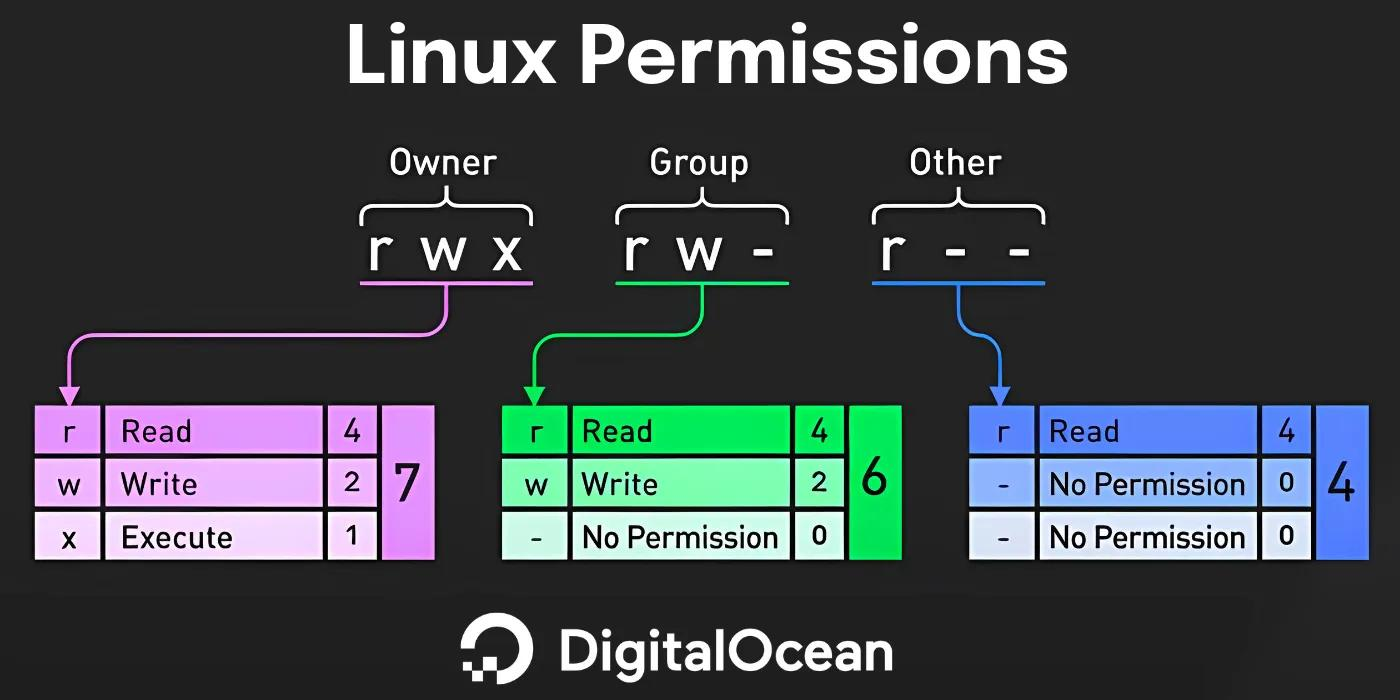 Linux Permissions
Owner Group Other
r w x r w - r - -
r Read 4 7
w Write 2
x Execute 1
r Read 4 6
w Write 2
- No Permission 0
r Read 4 4
- No Permission 0
- No Permission 0
DigitalOcean